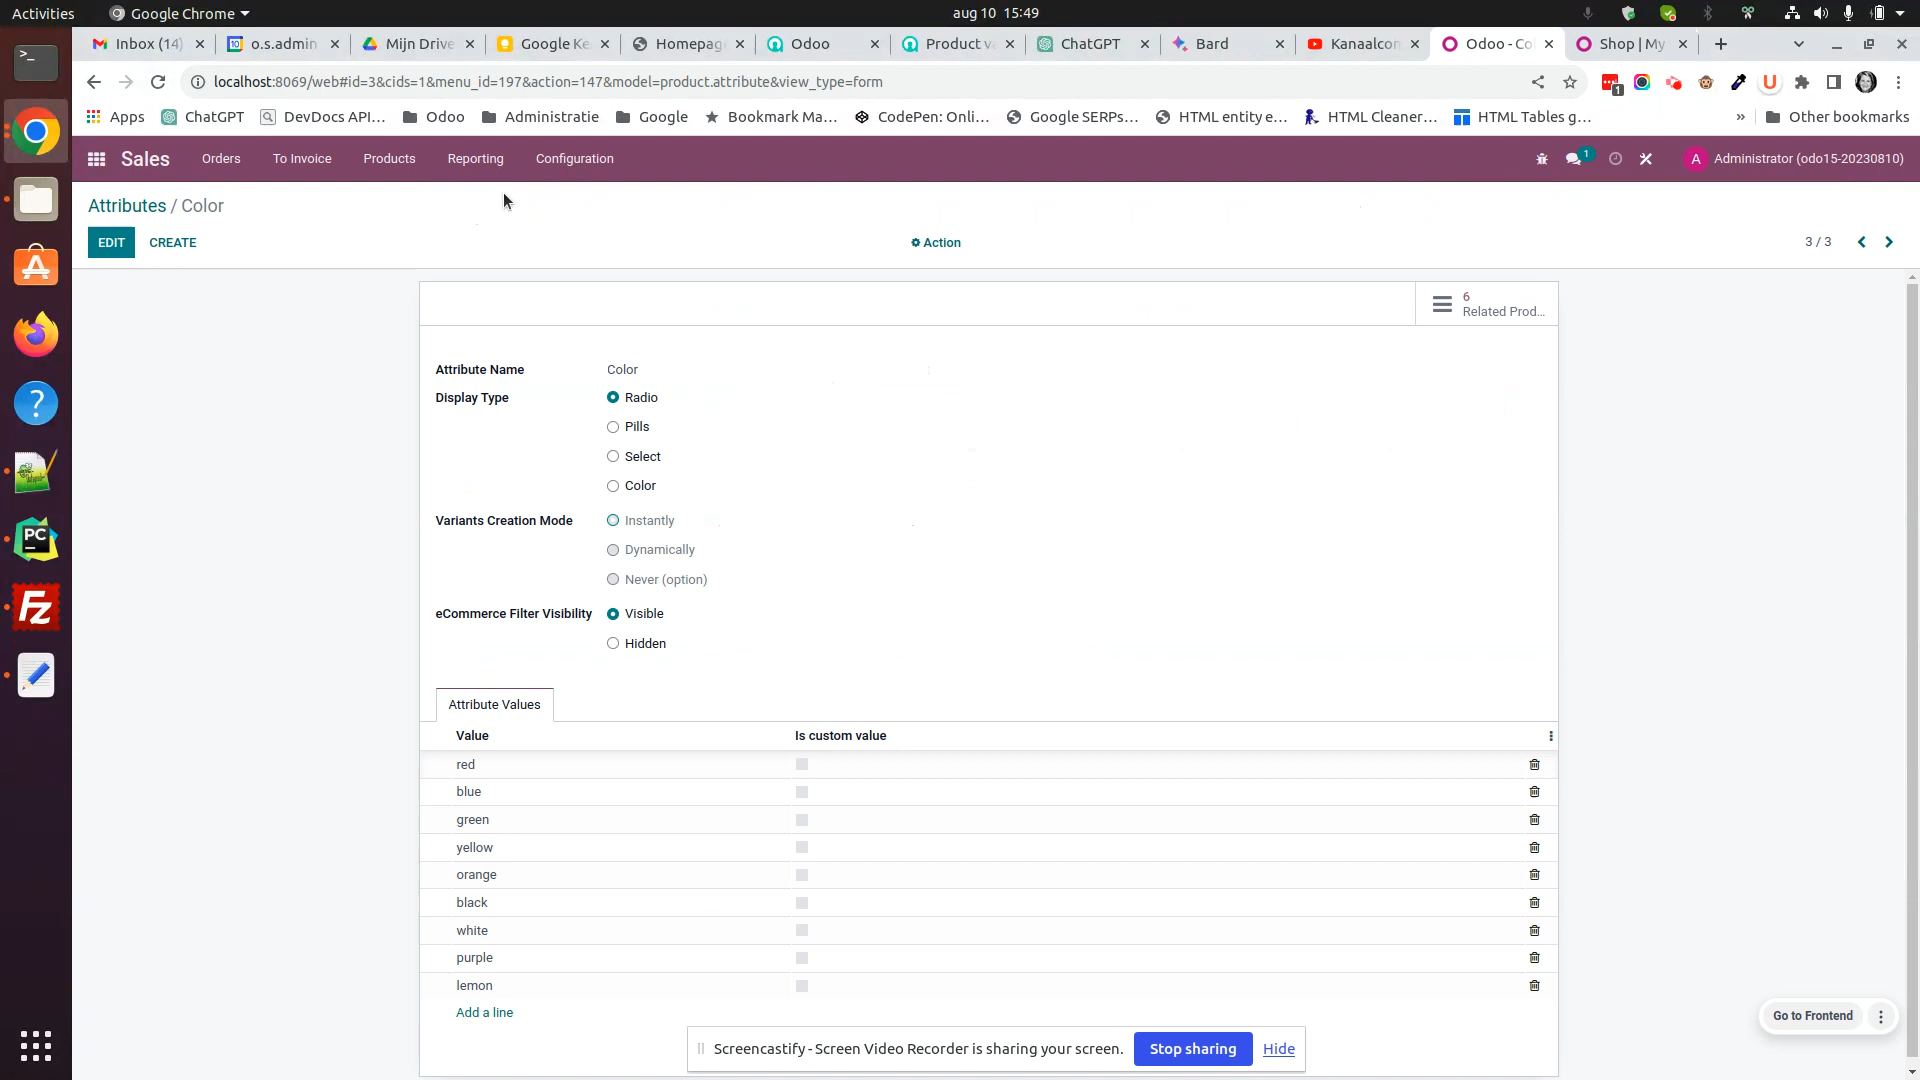 Activities
Google Chrome
aug 10 15:49
Inbox (14)
o.s.admin
Mijn Drive
Google Ke
Homepag
Odoo
Product va
ChatGPT
Bard
Kanaalcon
Odoo - Co
Shop | My
localhost:8069/web#id=3&cids=1&menu_id=197&action=147&model=product.attribute&view_type=form
1
Apps
ChatGPT
DevDocs API...
Odoo
Administratie
Google
Bookmark Ma...
CodePen: Onli...
Google SERPs...
HTML entity e...
HTML Cleaner...
HTML Tables g...
»
Other bookmarks
Sales
Orders
To Invoice
Products
Reporting
Configuration
1
A
Administrator (odo15-20230810)
Attributes / Color
EDIT
CREATE
Action
3 / 3
6
Related Prod...
Attribute Name
Color
Display Type
Radio
Pills
Select
Color
Variants Creation Mode
Instantly
Dynamically
Never (option)
eCommerce Filter Visibility
Visible
Hidden
Attribute Values
Value
Is custom value
red
blue
green
yellow
orange
black
white
purple
lemon
Add a line
Go to Frontend
Screencastify - Screen Video Recorder is sharing your screen.
Stop sharing
Hide